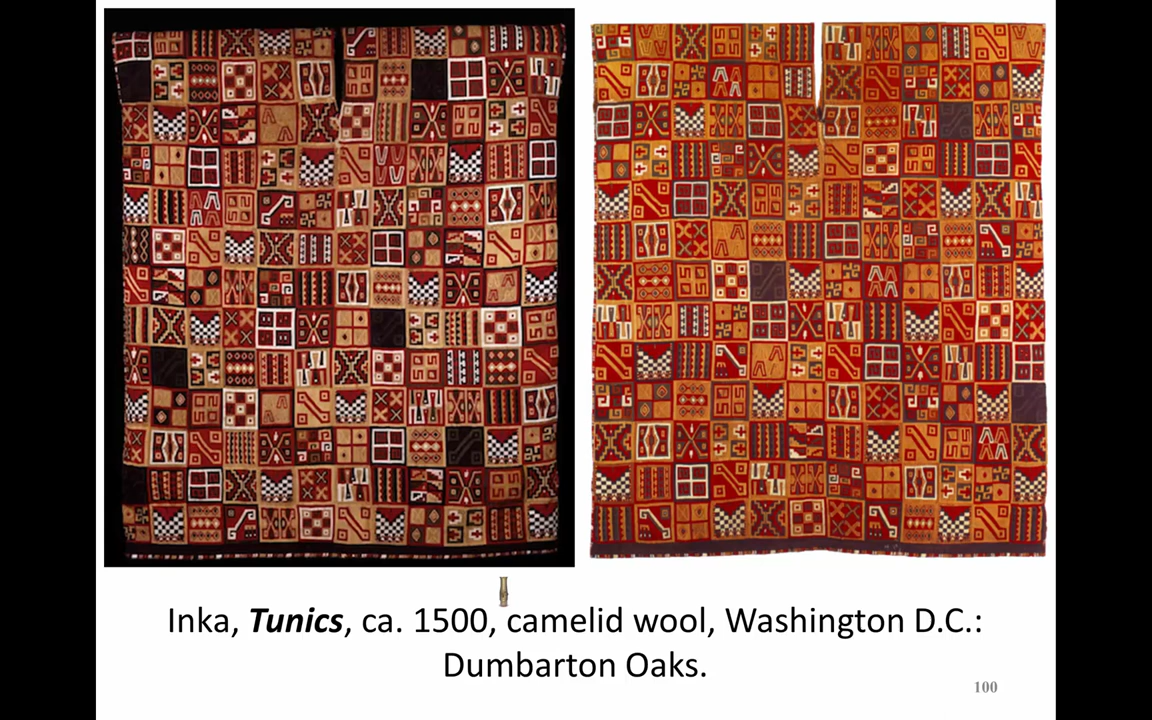 Inka, Tunics, ca. 1500, camelid wool, Washington D.C.:
Dumbarton Oaks.
100